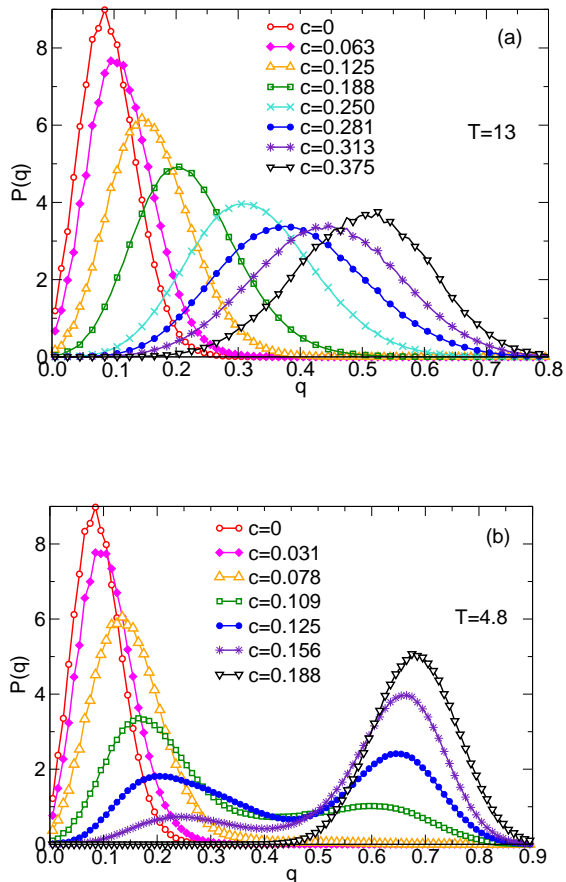 (a)
c=0
c=0.063
c=0.125
c=0.188
c=0.250
c=0.281
c=0.313
c=0.375
T=13
P(q)
8
6
4
2
0
0.0 0.1 0.2 0.3 0.4 0.5 0.6 0.7 0.8
q
(b)
c=0
c=0.031
c=0.078
c=0.109
c=0.125
c=0.156
c=0.188
T=4.8
P(q)
8
6
4
2
0
0.0 0.1 0.2 0.3 0.4 0.5 0.6 0.7 0.8 0.9
q